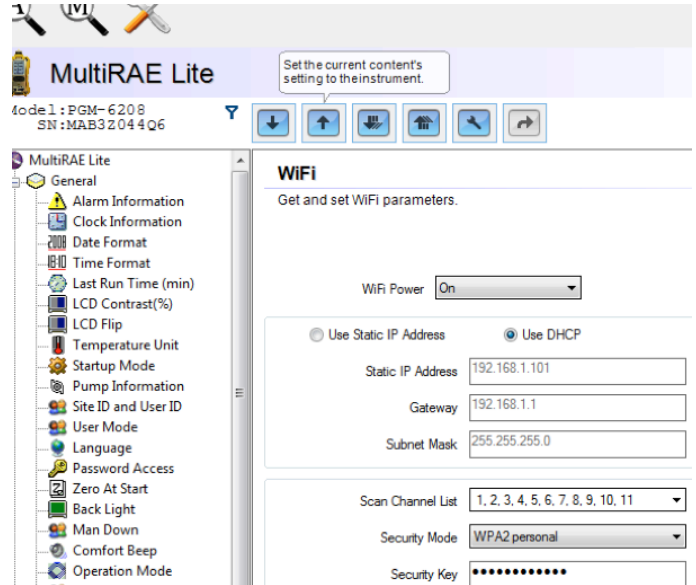 A
M
MultiRAE Lite
Set the current content's
setting to the instrument.
Model:PGM-6208
SN:MAB3Z044Q6
MultiRAE Lite
General
Alarm Information
Clock Information
Date Format
Time Format
Last Run Time (min)
LCD Contrast(%)
LCD Flip
Temperature Unit
Startup Mode
Pump Information
Site ID and User ID
User Mode
Language
Password Access
Zero At Start
Back Light
Man Down
Comfort Beep
Operation Mode
WiFi
Get and set WiFi parameters.
WiFi Power On
Use Static IP Address Use DHCP
Static IP Address 192.168.1.101
Gateway 192.168.1.1
Subnet Mask 255.255.255.0
Scan Channel List 1, 2, 3, 4, 5, 6, 7, 8, 9, 10, 11
Security Mode WPA2 personal
Security Key ●●●●●●●●●●●●